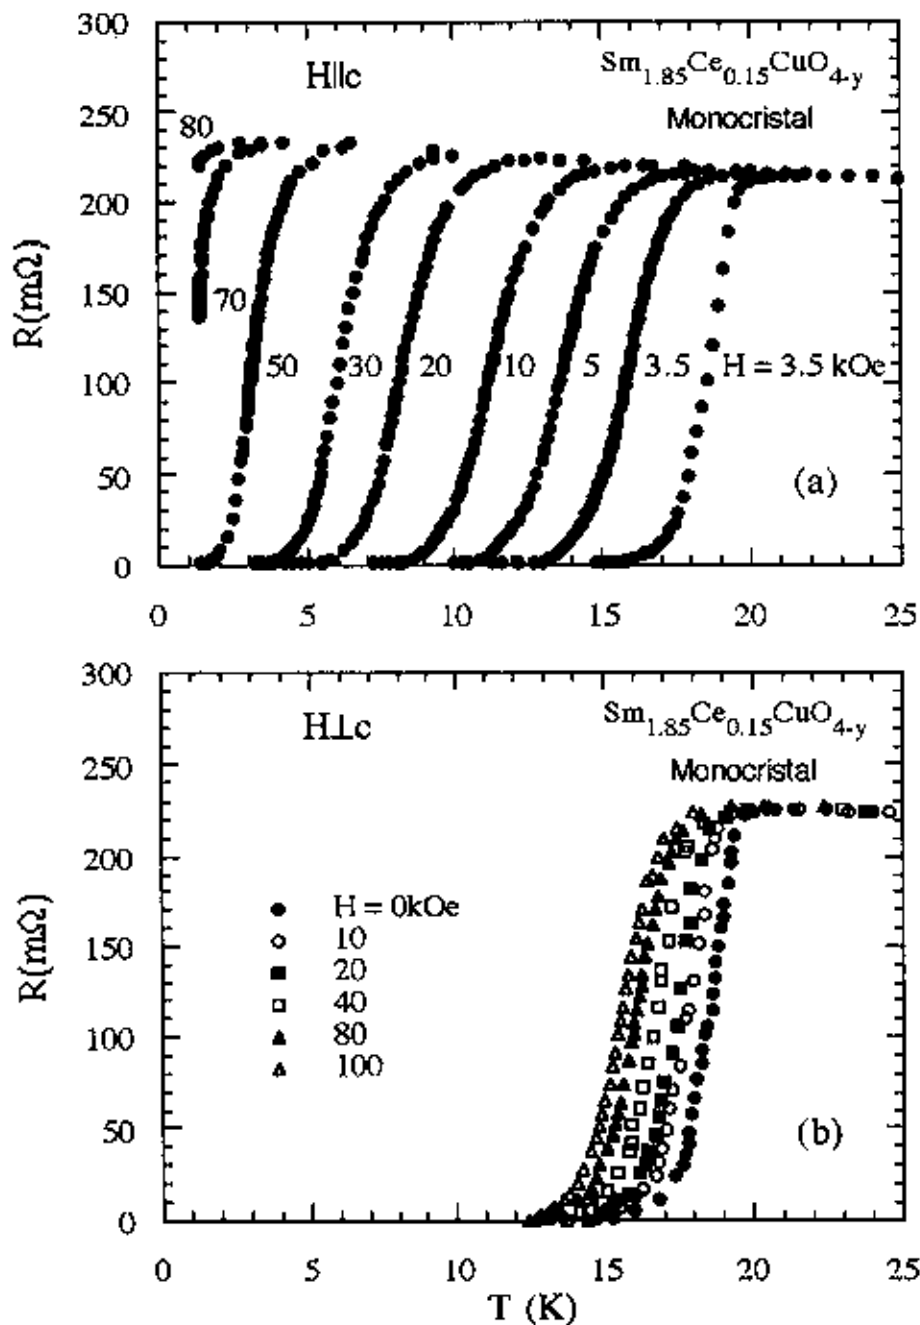 300
250
200
150
100
50
0
R(mΩ)
H||c
Sm1.85Ce0.15CuO4-y
Monocristal
80
70
50
30
20
10
5
3.5
H = 3.5 kOe
(a)
0 5 10 15 20 25
300
250
200
150
100
50
0
R(mΩ)
H⊥c
Sm1.85Ce0.15CuO4-y
Monocristal
H = 0kOe
10
20
40
80
100
(b)
0 5 10 15 20 25
T (K)